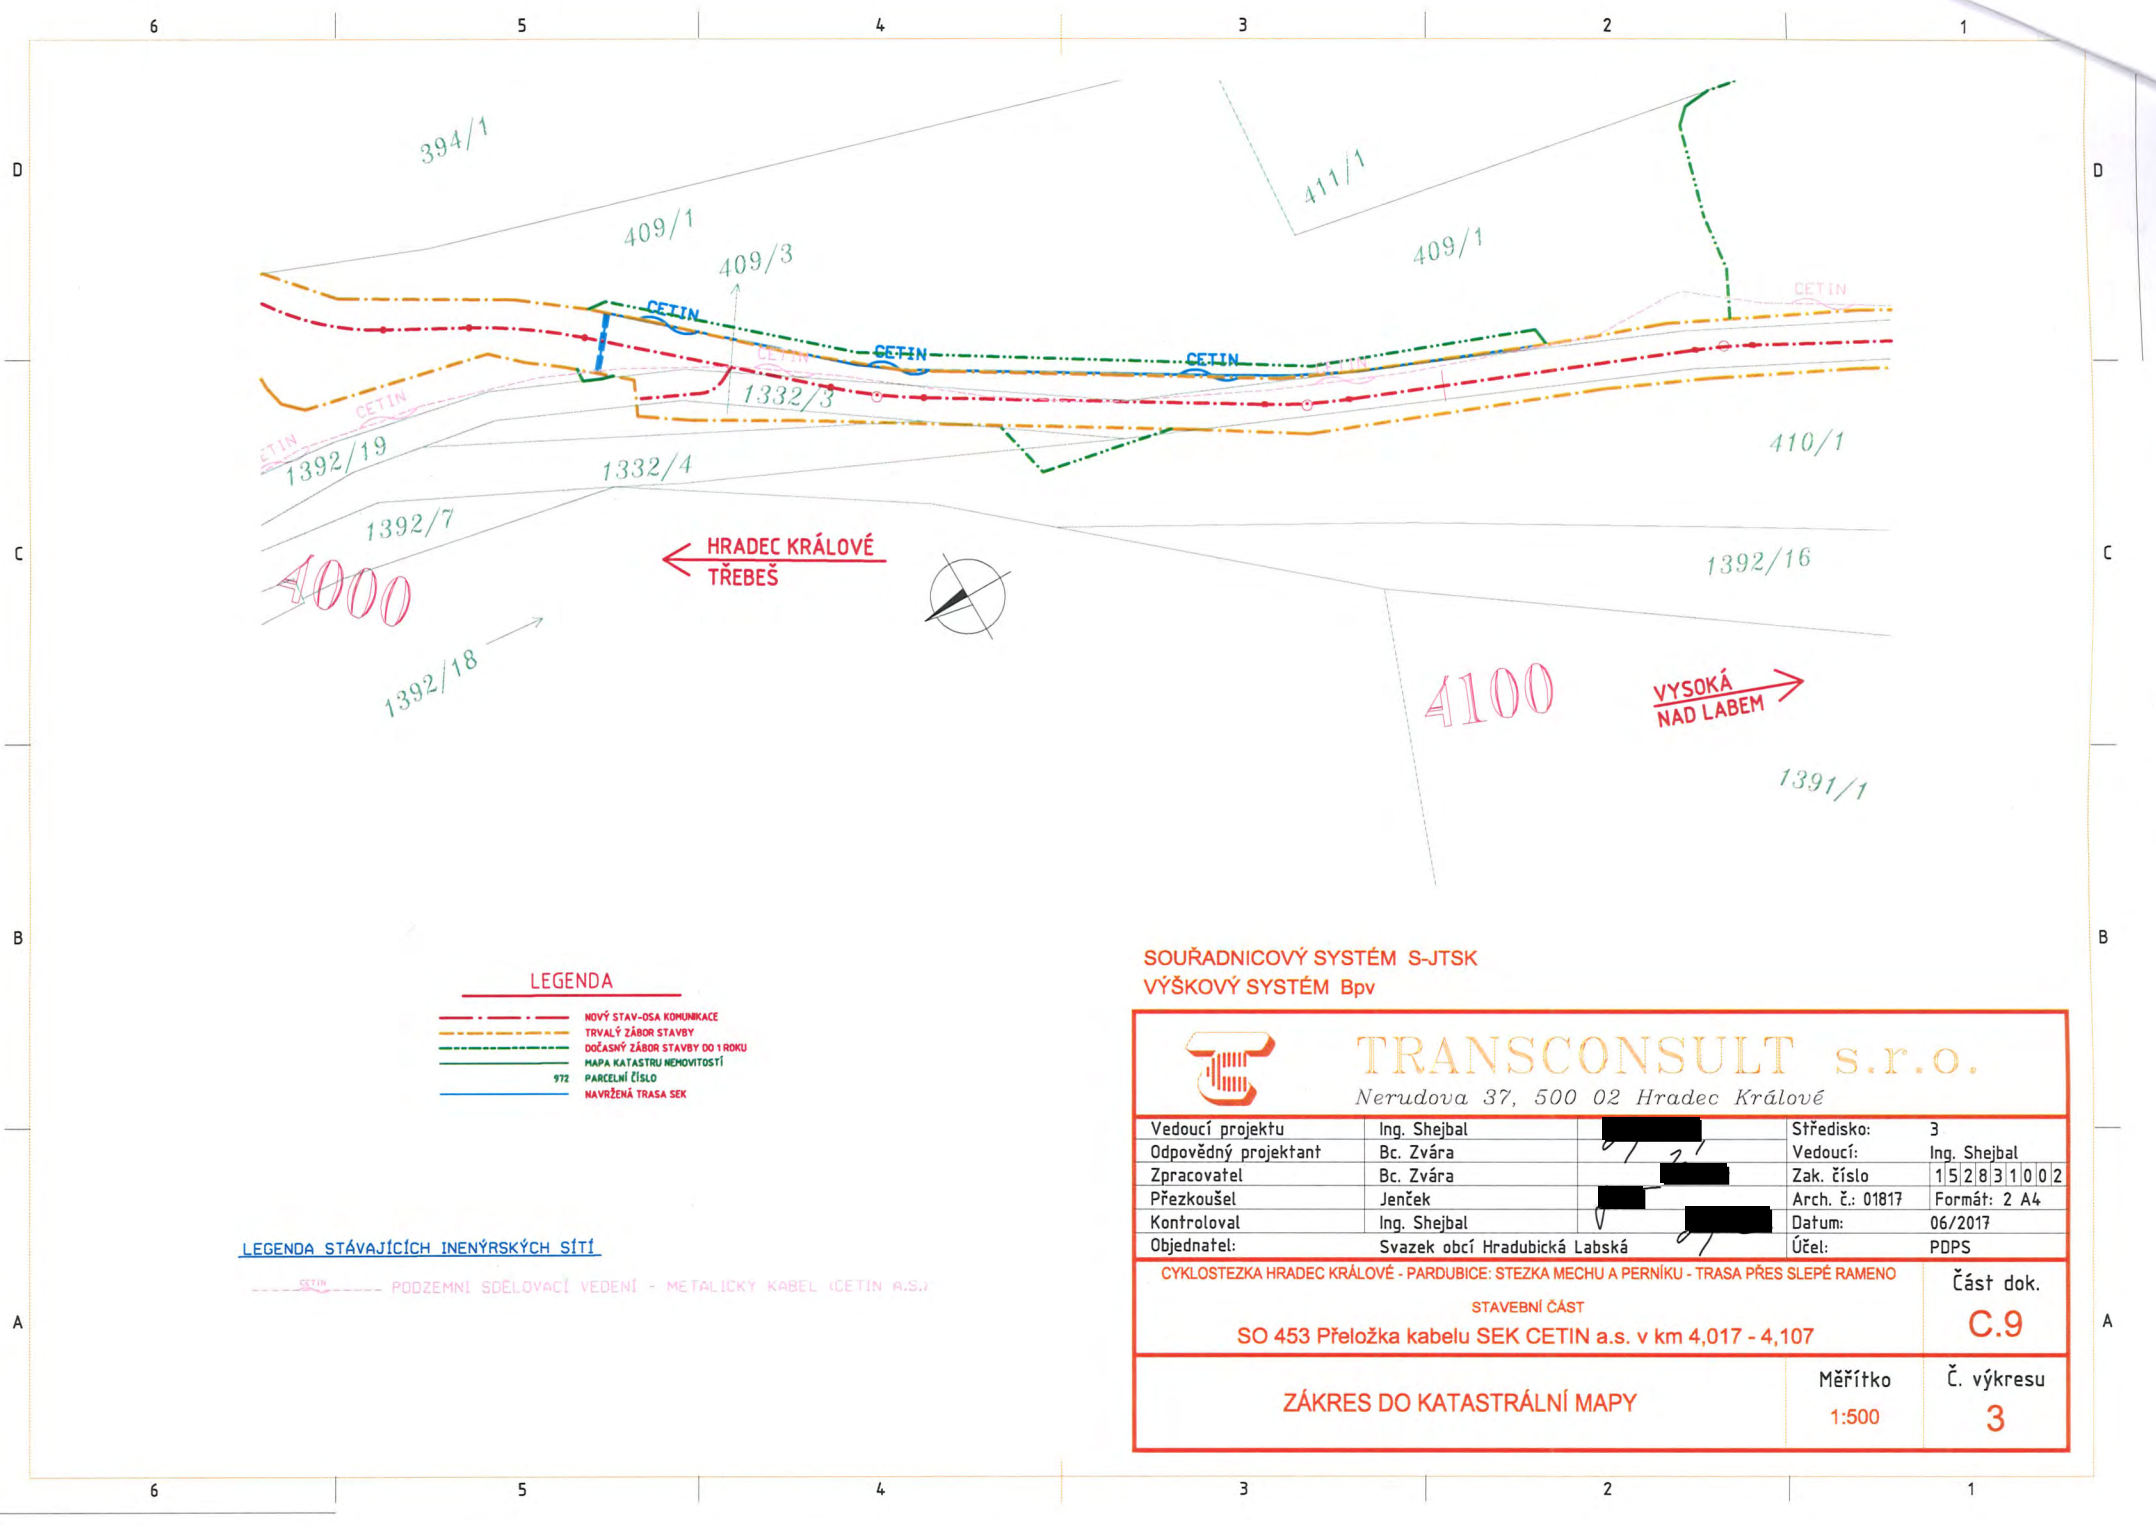 6 5 4 3 2 1
D D
394/1
409/1
409/3
411/1
409/1
CETIN
CETIN
CETIN
CETIN
CETIN
CETIN
CETIN
1332/3
1392/19
1332/4
410/1
1392/7
C C
HRADEC KRÁLOVÉ
TŘEBEŠ
1392/16
4000
1392/18
4100
VYSOKÁ
NAD LABEM
1391/1
B B
LEGENDA
NOVÝ STAV-OSA KOMUNIKACE
TRVALÝ ZÁBOR STAVBY
DOČASNÝ ZÁBOR STAVBY DO 1 ROKU
MAPA KATASTRU NEMOVITOSTÍ
972 PARCELNÍ ČÍSLO
NAVRŽENÁ TRASA SEK
LEGENDA STÁVAJÍCÍCH INENÝRSKÝCH SÍTÍ
CETIN PODZEMNÍ SDĚLOVACÍ VEDENÍ - METALICKÝ KABEL (CETIN A.S.)
SOUŘADNICOVÝ SYSTÉM S-JTSK
VÝŠKOVÝ SYSTÉM Bpv
TRANSCONSULT s.r.o.
Nerudova 37, 500 02 Hradec Králové
Vedoucí projektu Ing. Shejbal Středisko: 3
Odpovědný projektant Bc. Zvára Vedoucí: Ing. Shejbal
Zpracovatel Bc. Zvára Zak. číslo 152831002
Přezkoušel Jenček Arch. č.: 01817 Formát: 2 A4
Kontroloval Ing. Shejbal Datum: 06/2017
Objednatel: Svazek obcí Hradubická Labská Účel: PDPS
CYKLOSTEZKA HRADEC KRÁLOVÉ - PARDUBICE: STEZKA MECHU A PERNÍKU - TRASA PŘES SLEPÉ RAMENO
STAVEBNÍ ČÁST
SO 453 Přeložka kabelu SEK CETIN a.s. v km 4,017 - 4,107
Část dok.
C.9
ZÁKRES DO KATASTRÁLNÍ MAPY
Měřítko
1:500
Č. výkresu
3
A A
6 5 4 3 2 1